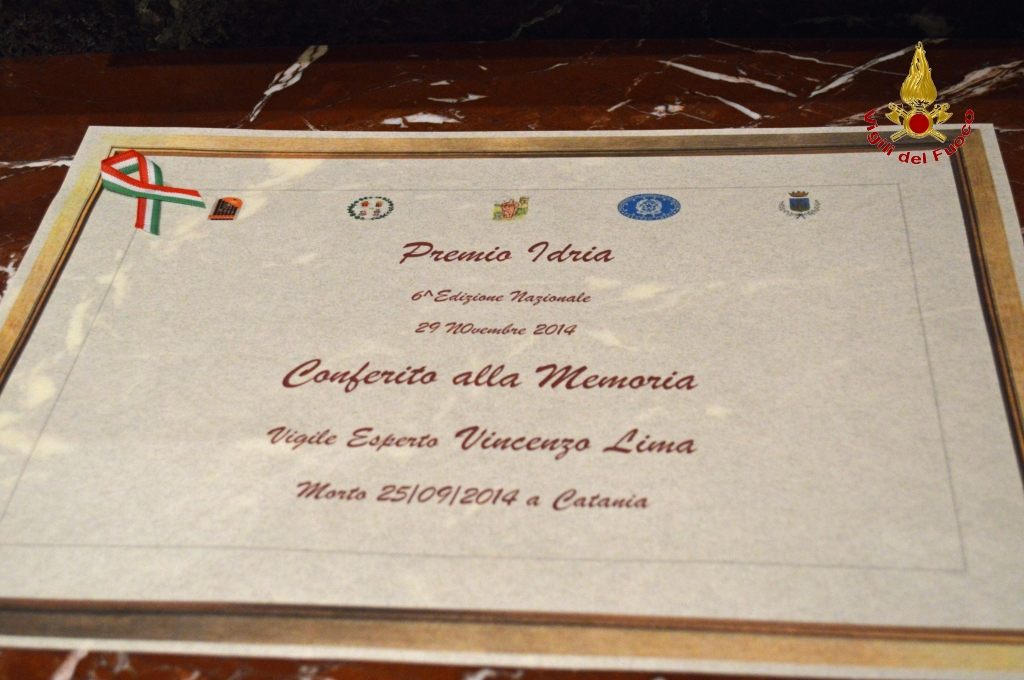 Vigili del Fuoco
Premio Idria
6^Edizione Nazionale
29 N0vembre 2014
Conferito alla Memoria
Vigile Esperto Vincenzo Lima
Morto 25/09/2014 a Catania